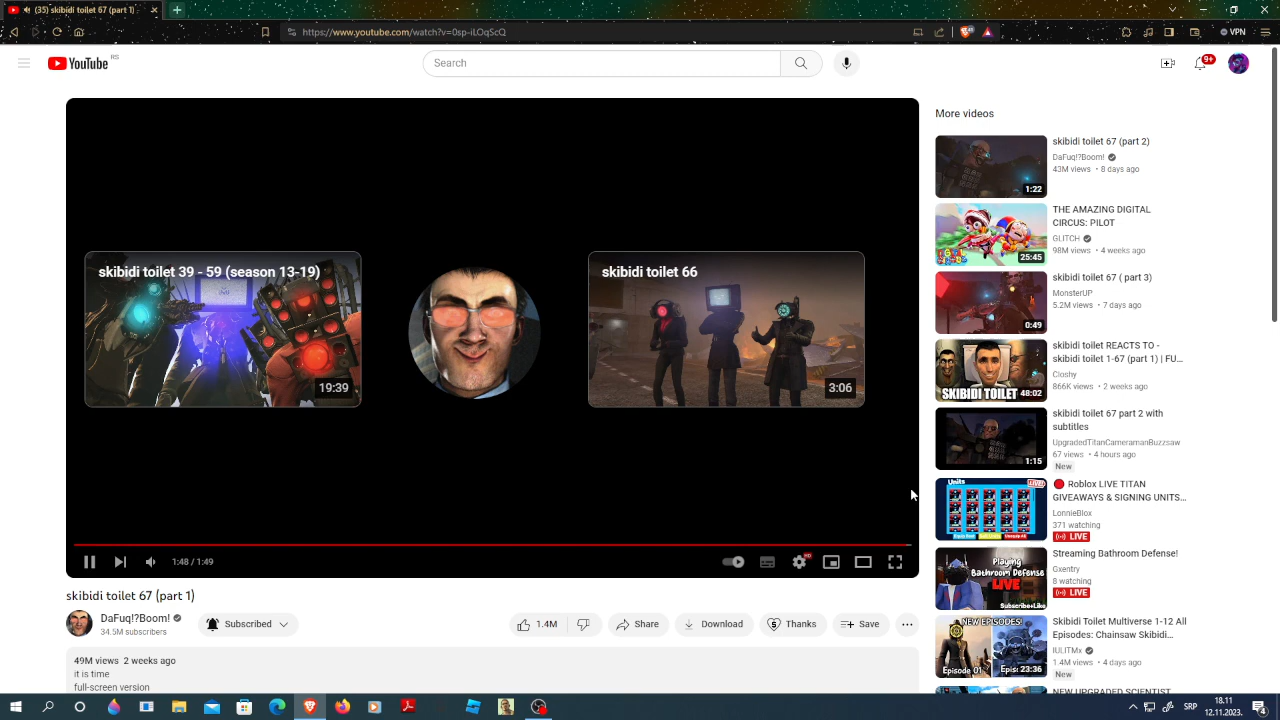 (35) skibidi toilet 67 (part 1)
https://www.youtube.com/watch?v=0sp-iLOqScQ
VPN
YouTube RS
Search
9+
skibidi toilet 39 - 59 (season 13-19)
19:39
skibidi toilet 66
3:06
1:48 / 1:49
HD
skibidi toilet 67 (part 1)
DaFuq!?Boom!
34.5M subscribers
Subscribed
1.4M
Share
Download
Thanks
Save
49M views 2 weeks ago
it is time
full-screen version
More videos
skibidi toilet 67 (part 2)
DaFuq!?Boom!
43M views • 8 days ago
1:22
THE AMAZING DIGITAL
CIRCUS: PILOT
GLITCH
98M views • 4 weeks ago
25:45
skibidi toilet 67 ( part 3)
MonsterUP
5.2M views • 7 days ago
0:49
skibidi toilet REACTS TO -
skibidi toilet 1-67 (part 1) | FU...
Closhy
866K views • 2 weeks ago
SKIBIDI TOILET
48:02
skibidi toilet 67 part 2 with
subtitles
UpgradedTitanCameramanBuzzsaw
67 views • 4 hours ago
New
1:15
Roblox LIVE TITAN
GIVEAWAYS & SIGNING UNITS...
LonnieBlox
371 watching
LIVE
Units
Streaming Bathroom Defense!
Gxentry
8 watching
LIVE
Playing
Bathroom Defense
LIVE
Subscribe+Like
Skibidi Toilet Multiverse 1-12 All
Episodes: Chainsaw Skibidi...
IULITMx
1.4M views • 4 days ago
New
NEW EPISODES!
Episode 01
Epis: 23:36
NEW UPGRADED SCIENTIST
18.11
12.11.2023.